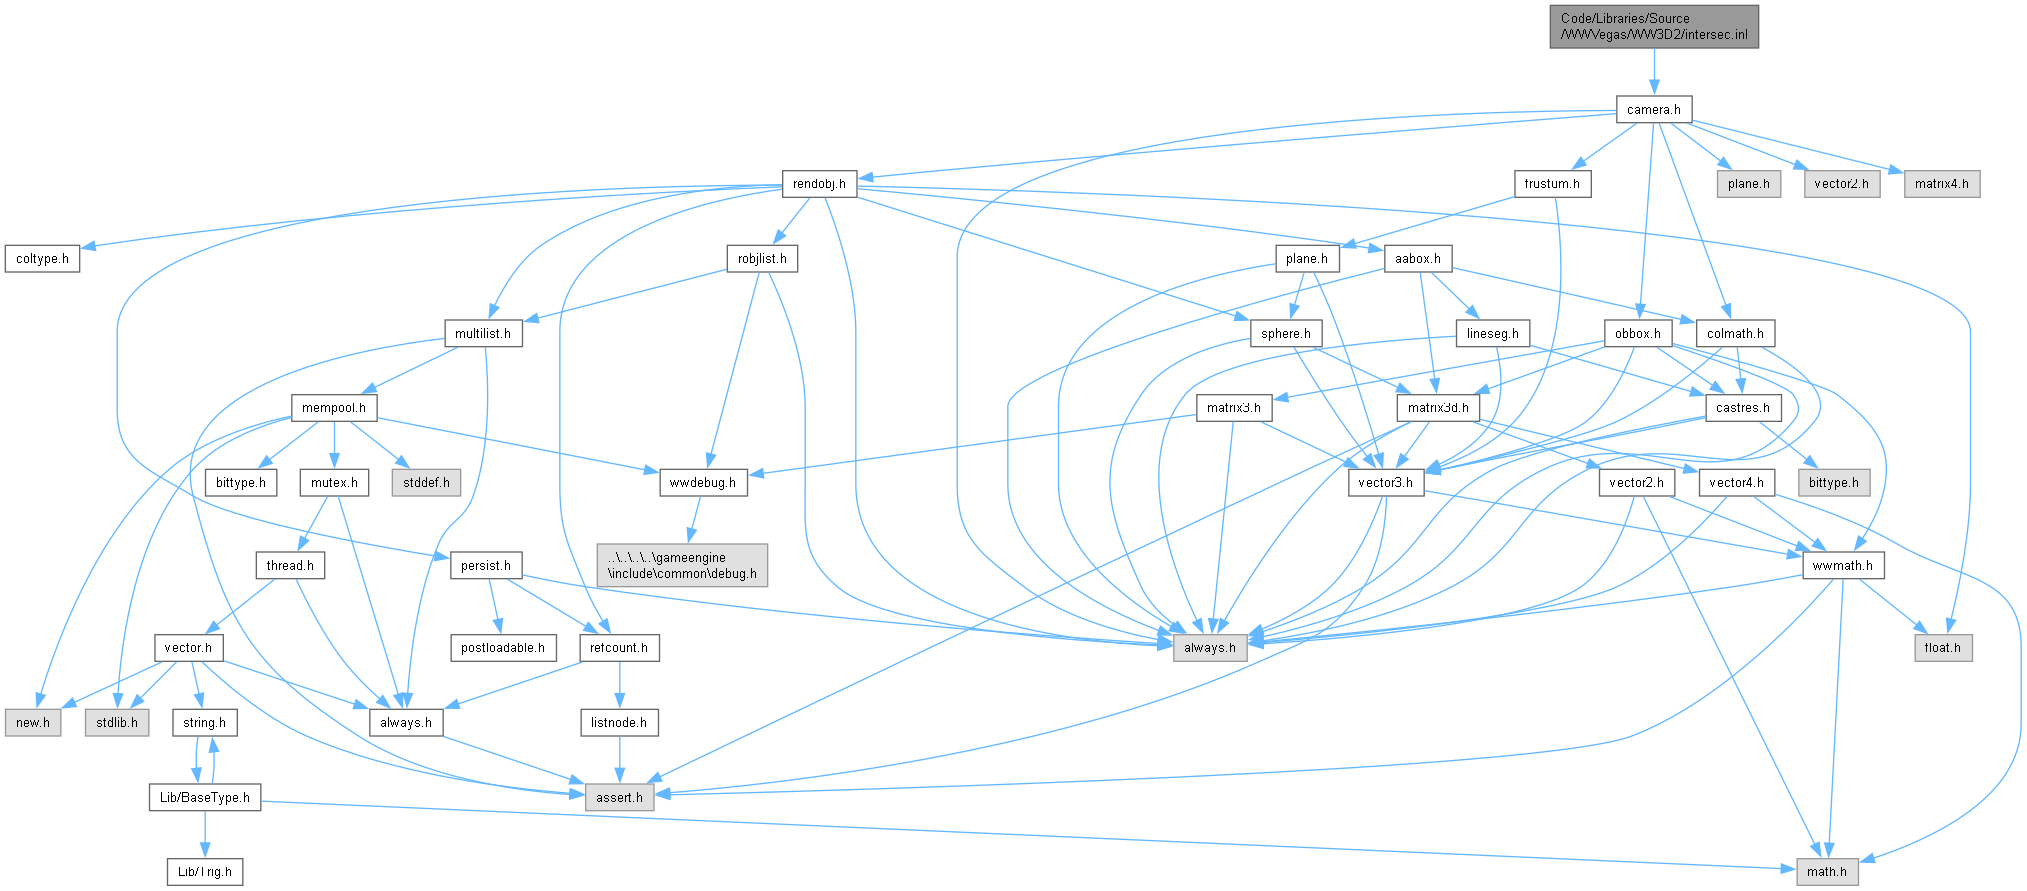 Code/Libraries/Source
/WWVegas/WW3D2/intersec.inl
camera.h
rendobj.h
frustum.h
plane.h
vector2.h
matrix4.h
coltype.h
robjlist.h
plane.h
aabox.h
multilist.h
sphere.h
lineseg.h
obbox.h
colmath.h
mempool.h
matrix3.h
matrix3d.h
castres.h
bittype.h
mutex.h
stddef.h
wwdebug.h
vector3.h
vector2.h
vector4.h
bittype.h
thread.h
persist.h
..\..\..\..\gameengine
\include\common\debug.h
wwmath.h
vector.h
postloadable.h
refcount.h
always.h
float.h
new.h
stdlib.h
string.h
always.h
listnode.h
Lib/BaseType.h
assert.h
Lib/Trig.h
math.h